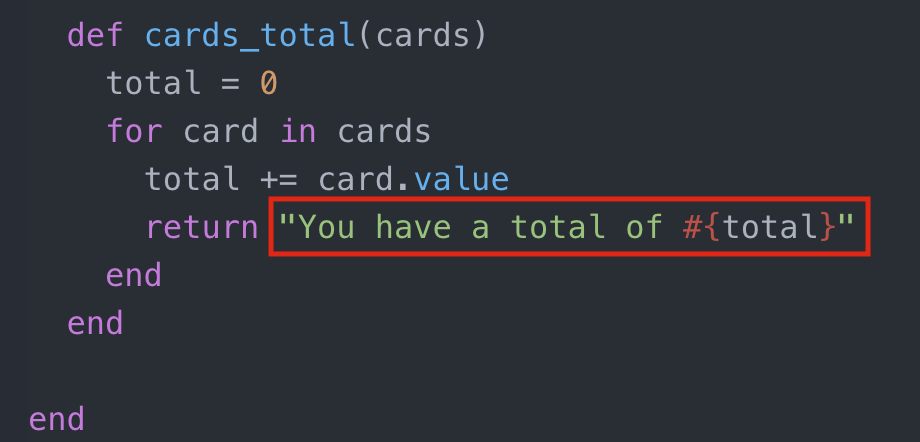 def cards_total(cards)
total = 0
for card in cards
total += card.value
return "You have a total of #{total}"
end
end
end